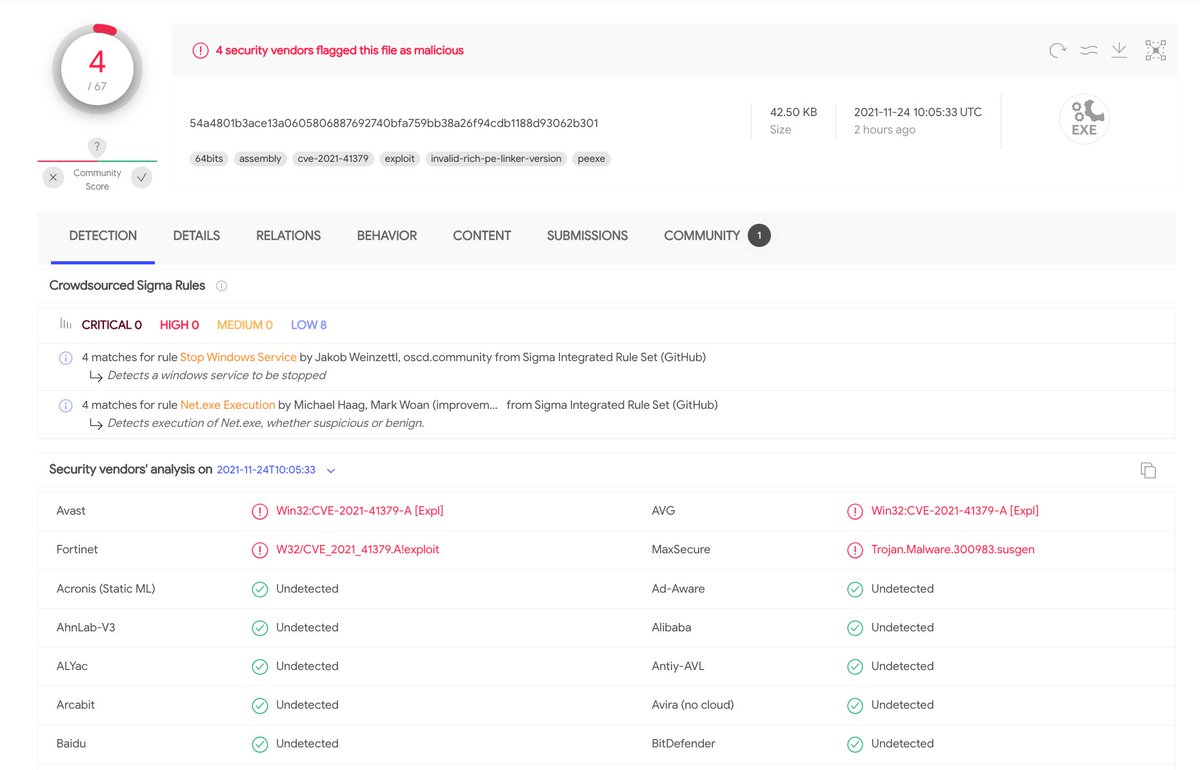 4
/ 67
?
Community
Score
4 security vendors flagged this file as malicious
54a4801b3ace13a0605806887692740bfa759bb38a26f94cdb1188d93062b301
64bits assembly cve-2021-41379 exploit invalid-rich-pe-linker-version peexe
42.50 KB
Size
2021-11-24 10:05:33 UTC
2 hours ago
EXE
DETECTION DETAILS RELATIONS BEHAVIOR CONTENT SUBMISSIONS COMMUNITY 1
Crowdsourced Sigma Rules
CRITICAL 0 HIGH 0 MEDIUM 0 LOW 8
4 matches for rule Stop Windows Service by Jakob Weinzettl, oscd.community from Sigma Integrated Rule Set (GitHub)
Detects a windows service to be stopped
4 matches for rule Net.exe Execution by Michael Haag, Mark Woan (improvem... from Sigma Integrated Rule Set (GitHub)
Detects execution of Net.exe, whether suspicious or benign.
Security vendors' analysis on 2021-11-24T10:05:33
Avast Win32:CVE-2021-41379-A [Expl] AVG Win32:CVE-2021-41379-A [Expl]
Fortinet W32/CVE_2021_41379.A!exploit MaxSecure Trojan.Malware.300983.susgen
Acronis (Static ML) Undetected Ad-Aware Undetected
AhnLab-V3 Undetected Alibaba Undetected
ALYac Undetected Antiy-AVL Undetected
Arcabit Undetected Avira (no cloud) Undetected
Baidu Undetected BitDefender Undetected